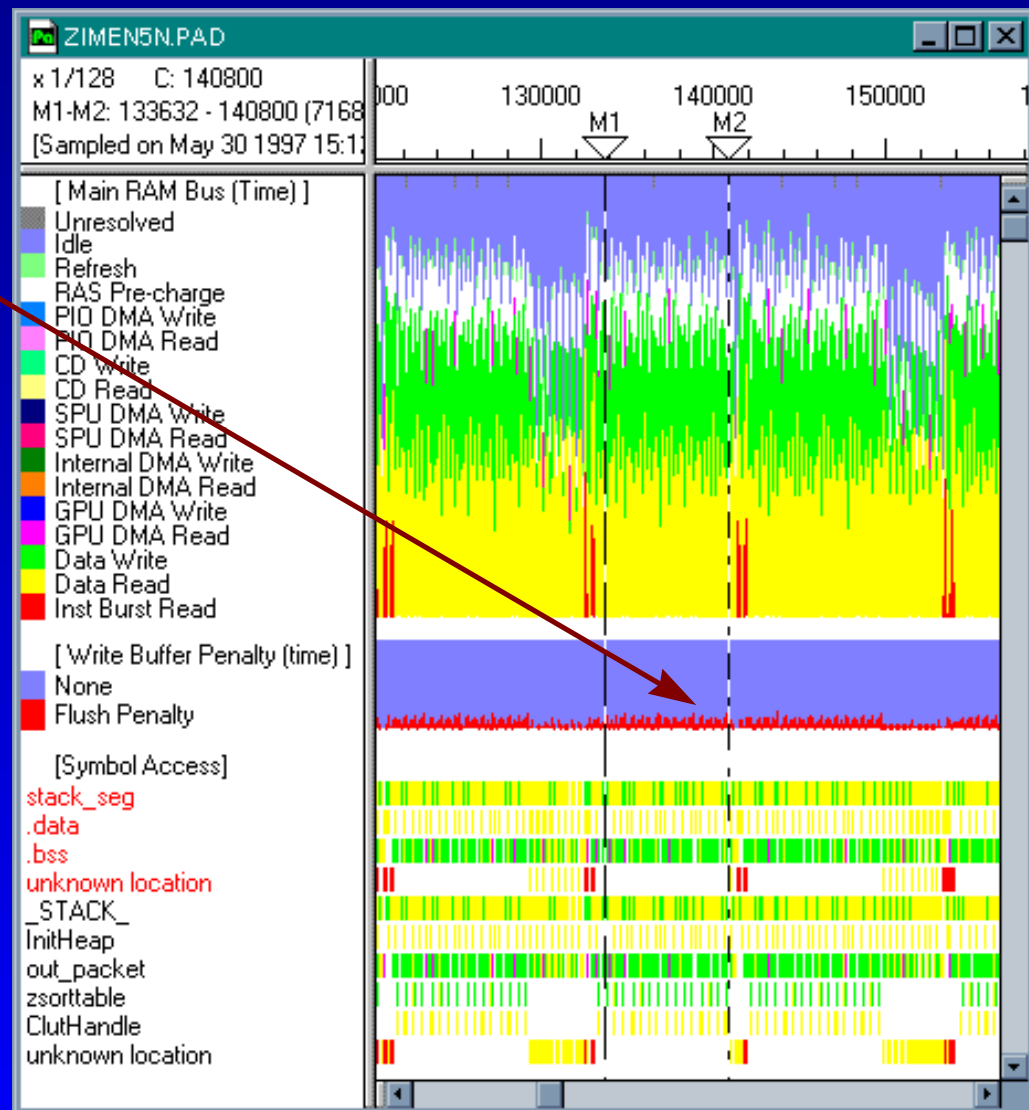 ZIMEN5N.PAD
x 1/128 C: 140800
M1-M2: 133632 - 140800 (7168
[Sampled on May 30 1997 15:1
000 130000 140000 150000 1
M1 M2
[ Main RAM Bus (Time) ]
Unresolved
Idle
Refresh
RAS Pre-charge
PIO DMA Write
PIO DMA Read
CD Write
CD Read
SPU DMA Write
SPU DMA Read
Internal DMA Write
Internal DMA Read
GPU DMA Write
GPU DMA Read
Data Write
Data Read
Inst Burst Read
[ Write Buffer Penalty (time) ]
None
Flush Penalty
[Symbol Access]
stack_seg
.data
.bss
unknown location
_STACK_
InitHeap
out_packet
zsorttable
ClutHandle
unknown location